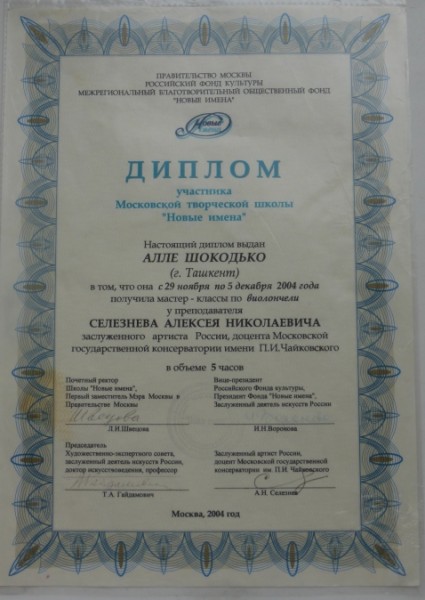 ПРАВИТЕЛЬСТВО МОСКВЫ
РОССИЙСКИЙ ФОНД КУЛЬТУРЫ
МЕЖРЕГИОНАЛЬНЫЙ БЛАГОТВОРИТЕЛЬНЫЙ ОБЩЕСТВЕННЫЙ ФОНД
"НОВЫЕ ИМЕНА"
ДИПЛОМ
участника
Московской творческой школы
"Новые имена"
Настоящий диплом выдан
АЛЛЕ ШОКОДЬКО
(г. Ташкент)
в том, что она с 29 ноября по 5 декабря 2004 года
получила мастер - классы по виолончели
у преподавателя
СЕЛЕЗНЕВА АЛЕКСЕЯ НИКОЛАЕВИЧА
заслуженного артиста России, доцента Московской
государственной консерватории имени П.И.Чайковского
в объеме 5 часов
Почетный ректор
Школы "Новые имена",
Первый заместитель Мэра Москвы в
Правительстве Москвы
Л.И.Швецова
Вице-президент
Российского Фонда культуры,
Президент Фонда "Новые имена",
Заслуженный деятель искусств России
И.Н.Воронова
Председатель
Художественно-экспертного совета,
заслуженный деятель искусств России,
доктор искусствоведения, профессор
Т.А.Гайдамович
Заслуженный артист России,
доцент Московской государственной
консерватории им. П.И. Чайковского
А.Н. Селезнев
Москва, 2004 год